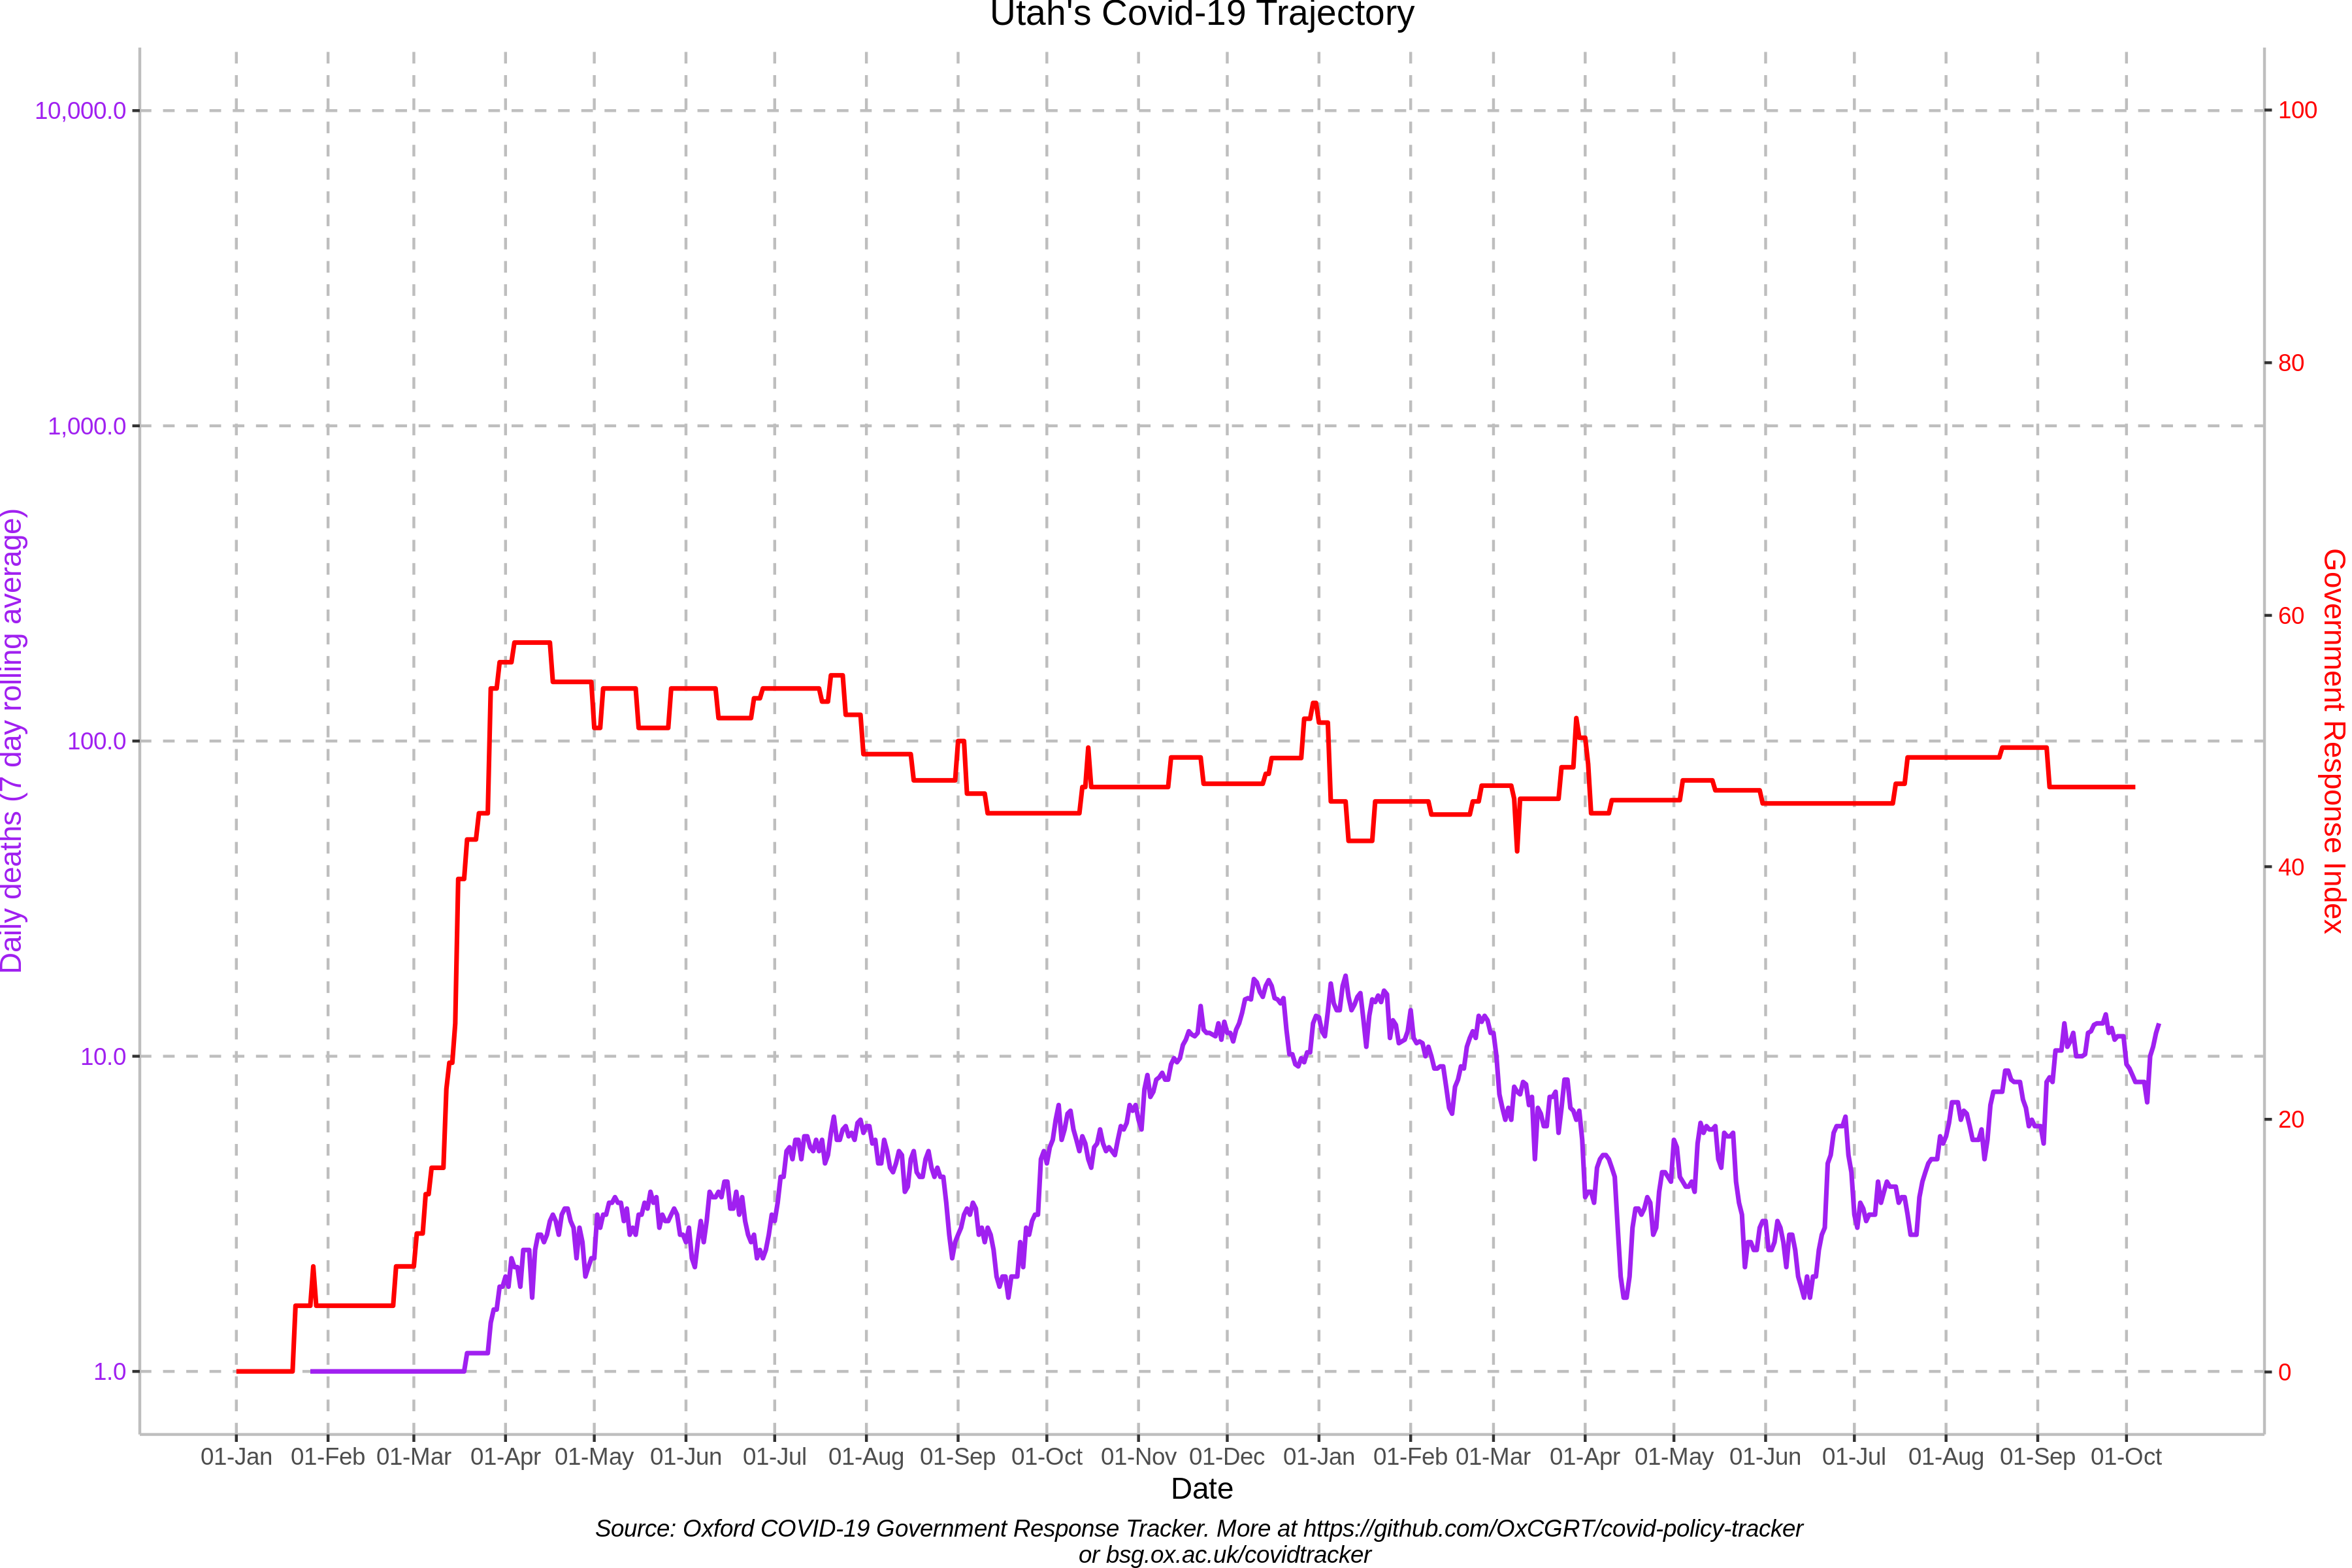 Utah's Covid-19 Trajectory
10,000.0
1,000.0
100.0
10.0
1.0
Daily deaths (7 day rolling average)
100
80
60
40
20
0
Government Response Index
01-Jan 01-Feb 01-Mar 01-Apr 01-May 01-Jun 01-Jul 01-Aug 01-Sep 01-Oct 01-Nov 01-Dec 01-Jan 01-Feb 01-Mar 01-Apr 01-May 01-Jun 01-Jul 01-Aug 01-Sep 01-Oct
Date
Source: Oxford COVID-19 Government Response Tracker. More at https://github.com/OxCGRT/covid-policy-tracker
or bsg.ox.ac.uk/covidtracker